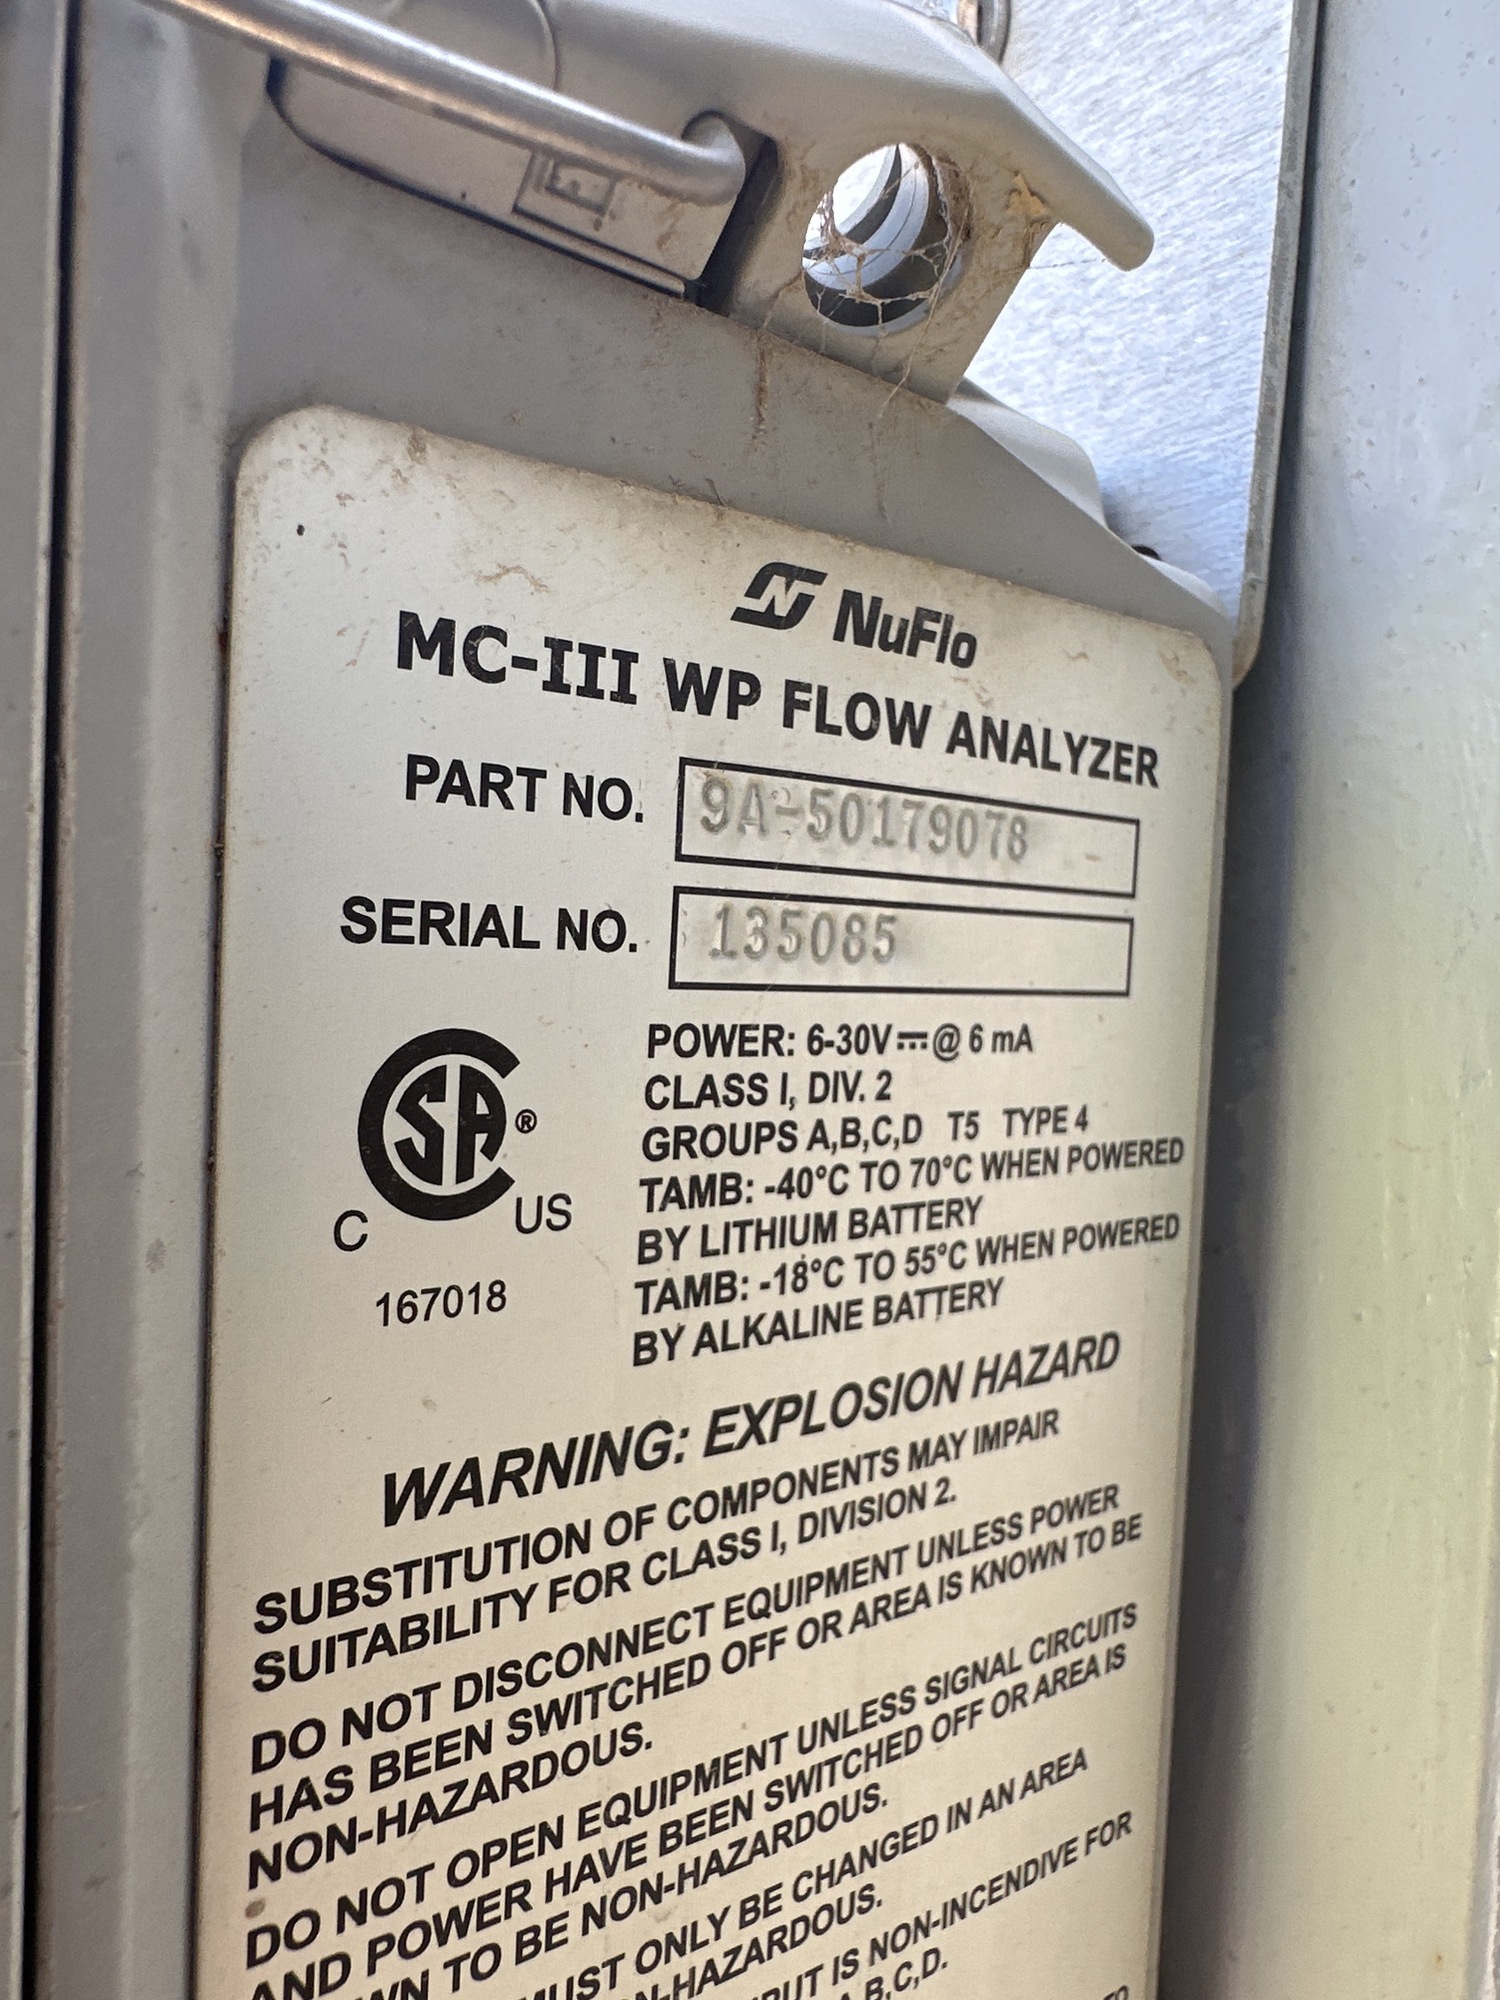 NuFlo
MC-III WP FLOW ANALYZER
PART NO. 9A-50179078
SERIAL NO. 135085
POWER: 6-30V⎓@ 6 mA
CLASS I, DIV. 2
GROUPS A,B,C,D T5 TYPE 4
TAMB: -40°C TO 70°C WHEN POWERED
BY LITHIUM BATTERY
TAMB: -18°C TO 55°C WHEN POWERED
BY ALKALINE BATTERY
CSA®
C US
167018
WARNING: EXPLOSION HAZARD
SUBSTITUTION OF COMPONENTS MAY IMPAIR
SUITABILITY FOR CLASS I, DIVISION 2.
DO NOT DISCONNECT EQUIPMENT UNLESS POWER
HAS BEEN SWITCHED OFF OR AREA IS KNOWN TO BE
NON-HAZARDOUS.
DO NOT OPEN EQUIPMENT UNLESS SIGNAL CIRCUITS
AND POWER HAVE BEEN SWITCHED OFF OR AREA IS
TO BE NON-HAZARDOUS.
MUST ONLY BE CHANGED IN AN AREA
IS NON-INCENDIVE FOR
B,C,D.